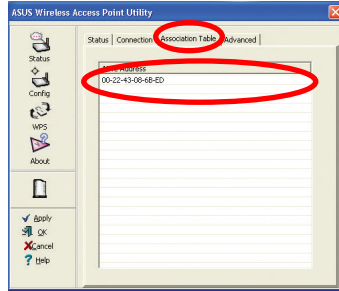 ASUS Wireless Access Point Utility
Status | Connection | Association Table | Advanced |
Status
Config
WPS
About
Address
00-22-43-08-6B-ED
Apply
OK
Cancel
Help